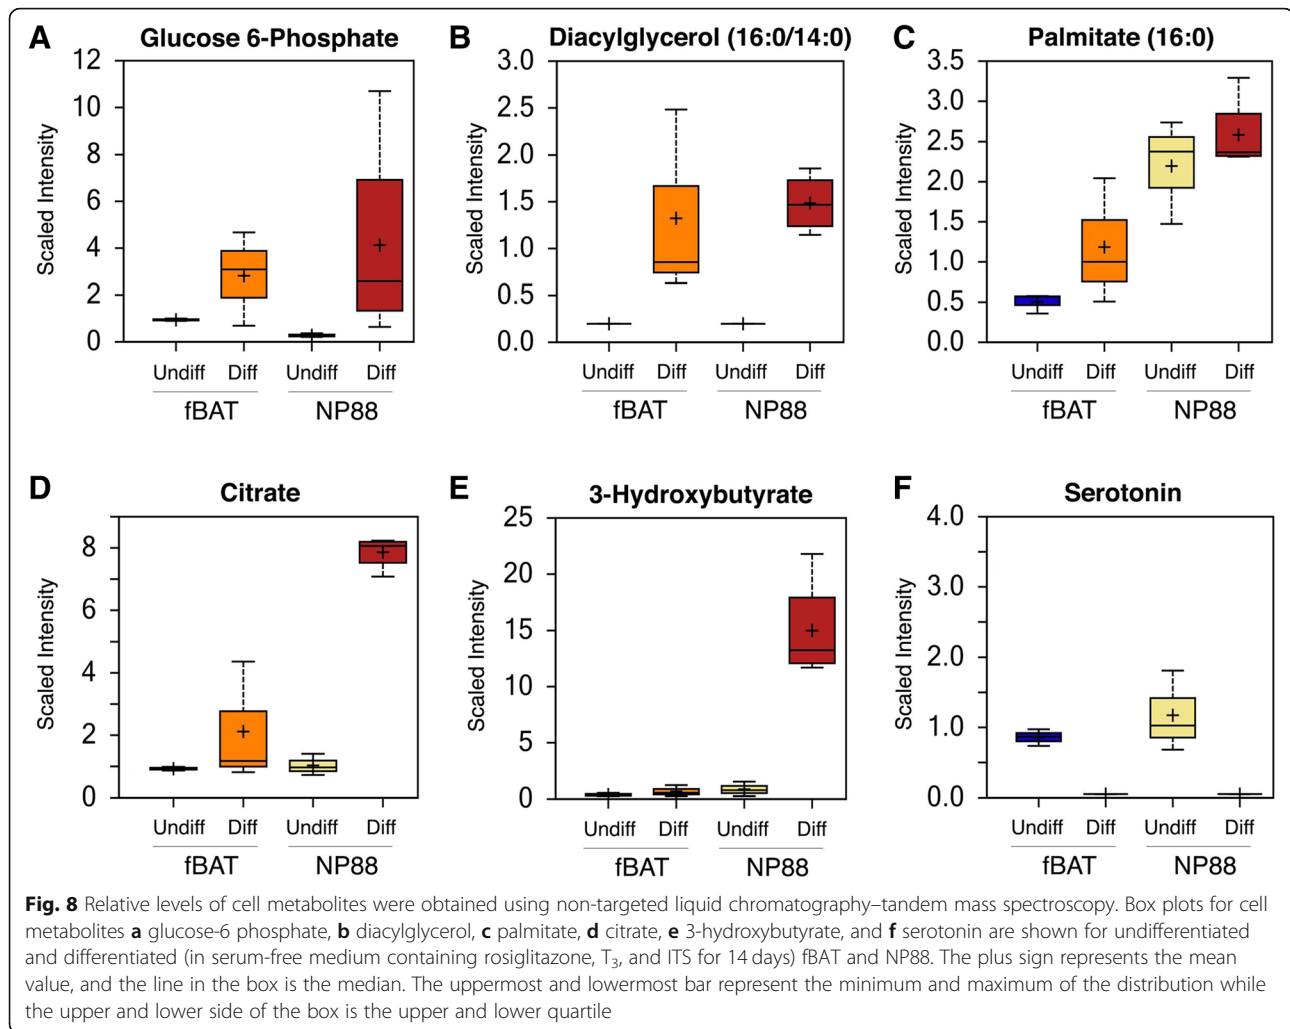 A Glucose 6-Phosphate
12
10
8
6
4
2
0
Scaled Intensity
Undiff Diff Undiff Diff
fBAT NP88
B Diacylglycerol (16:0/14:0)
3.0
2.5
2.0
1.5
1.0
0.5
0.0
Scaled Intensity
Undiff Diff Undiff Diff
fBAT NP88
C Palmitate (16:0)
3.5
3.0
2.5
2.0
1.5
1.0
0.5
0.0
Scaled Intensity
Undiff Diff Undiff Diff
fBAT NP88
D Citrate
8
6
4
2
0
Scaled Intensity
Undiff Diff Undiff Diff
fBAT NP88
E 3-Hydroxybutyrate
25
20
15
10
5
0
Scaled Intensity
Undiff Diff Undiff Diff
fBAT NP88
F Serotonin
4.0
3.0
2.0
1.0
0.0
Scaled Intensity
Undiff Diff Undiff Diff
fBAT NP88
Fig. 8 Relative levels of cell metabolites were obtained using non-targeted liquid chromatography–tandem mass spectroscopy. Box plots for cell
metabolites a glucose-6 phosphate, b diacylglycerol, c palmitate, d citrate, e 3-hydroxybutyrate, and f serotonin are shown for undifferentiated
and differentiated (in serum-free medium containing rosiglitazone, T₃, and ITS for 14 days) fBAT and NP88. The plus sign represents the mean
value, and the line in the box is the median. The uppermost and lowermost bar represent the minimum and maximum of the distribution while
the upper and lower side of the box is the upper and lower quartile